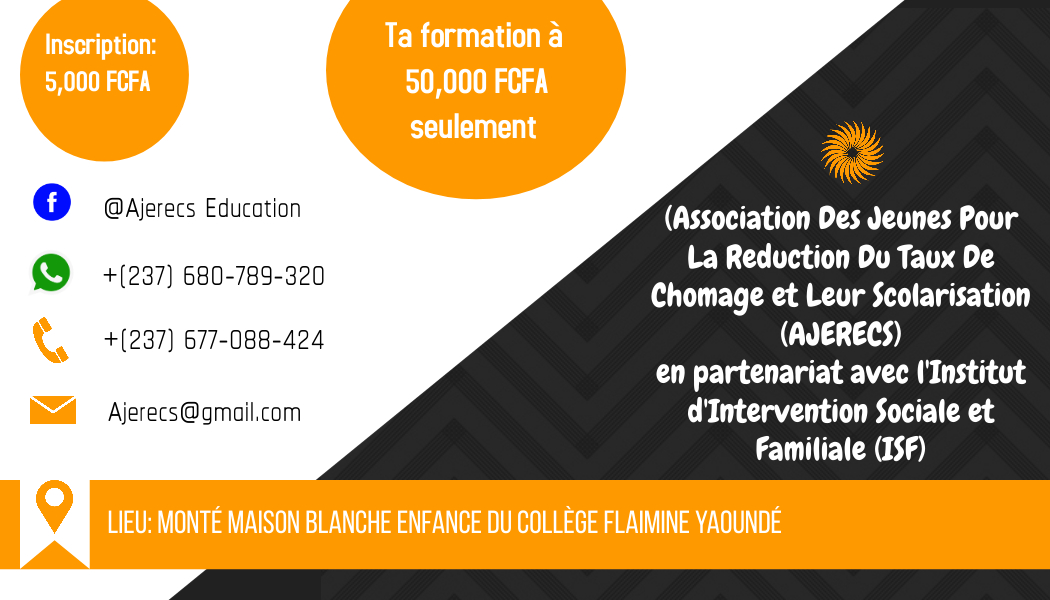 Inscription:
5,000 FCFA
Ta formation à
50,000 FCFA
seulement
@Ajerecs Education
+(237) 680-789-320
+(237) 677-088-424
Ajerecs@gmail.com
(Association Des Jeunes Pour
La Reduction Du Taux De
Chomage et Leur Scolarisation
(AJERECS)
en partenariat avec l'Institut
d'Intervention Sociale et
Familiale (ISF)
LIEU: MONTÉ MAISON BLANCHE ENFANCE DU COLLÈGE FLAIMINE YAOUNDÉ